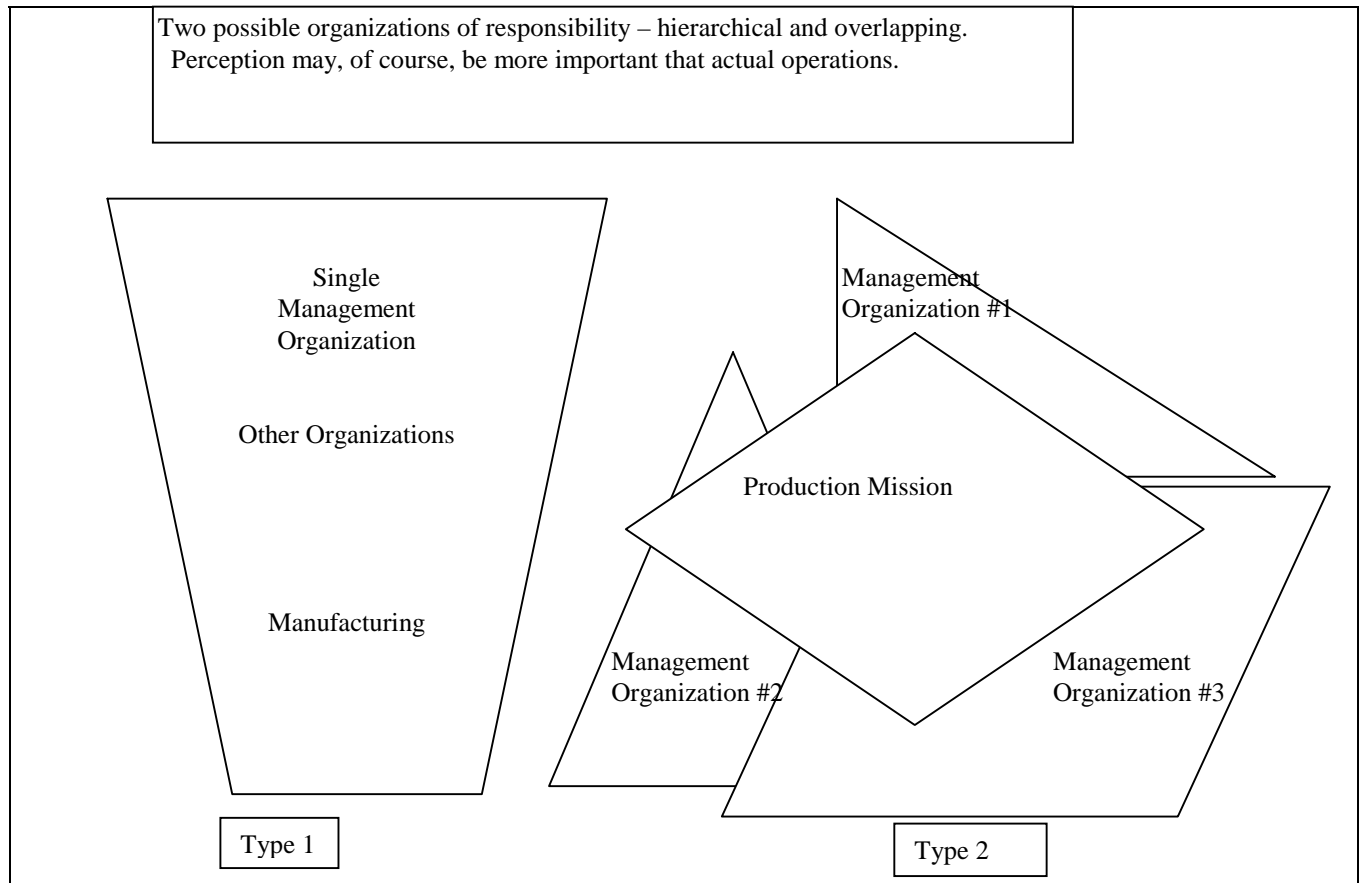 Two possible organizations of responsibility – hierarchical and overlapping.
Perception may, of course, be more important that actual operations.
Single
Management
Organization
Other Organizations
Manufacturing
Type 1
Management
Organization #1
Production Mission
Management
Organization #2
Management
Organization #3
Type 2